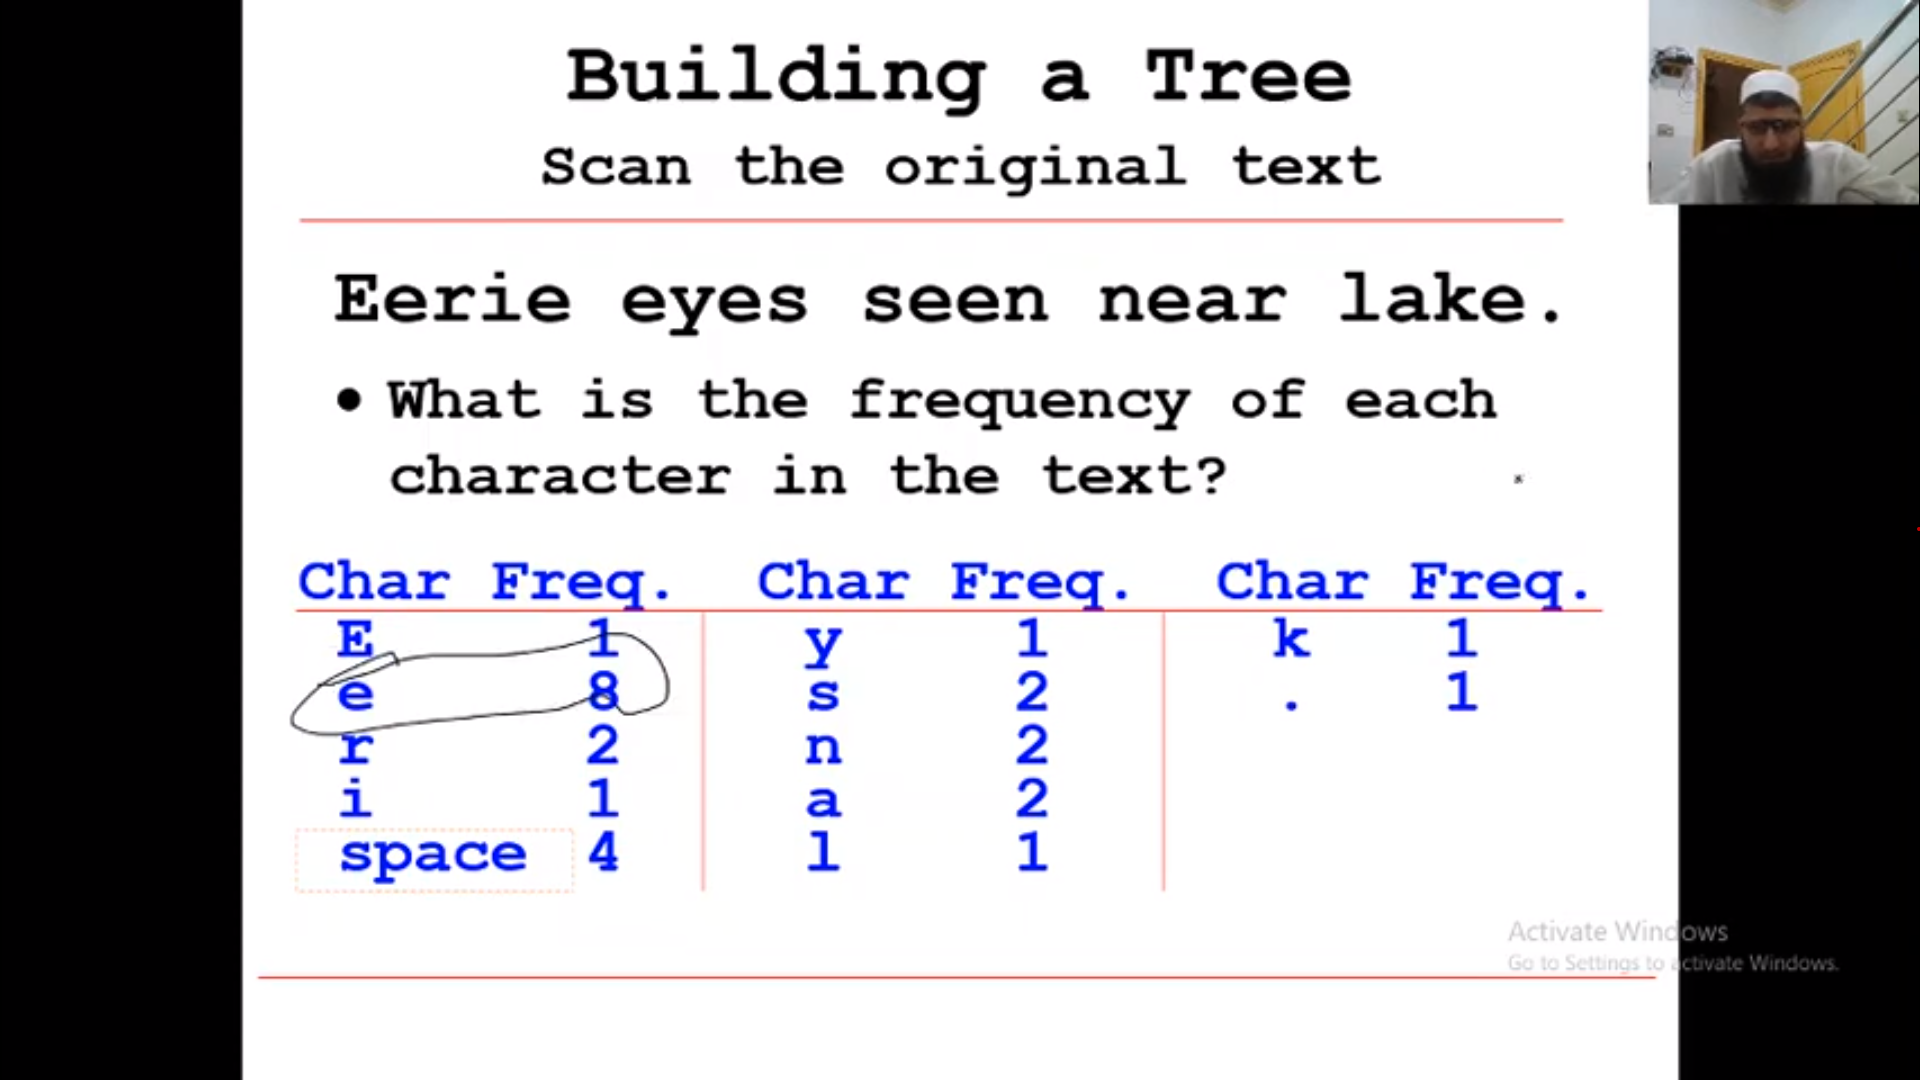 Building a Tree
Scan the original text
Eerie eyes seen near lake.
• What is the frequency of each
character in the text?
Char Freq. Char Freq. Char Freq.
E 1 y 1 k 1
e 8 s 2 . 1
r 2 n 2
i 1 a 2
space 4 l 1
Activate Windows
Go to Settings to activate Windows.